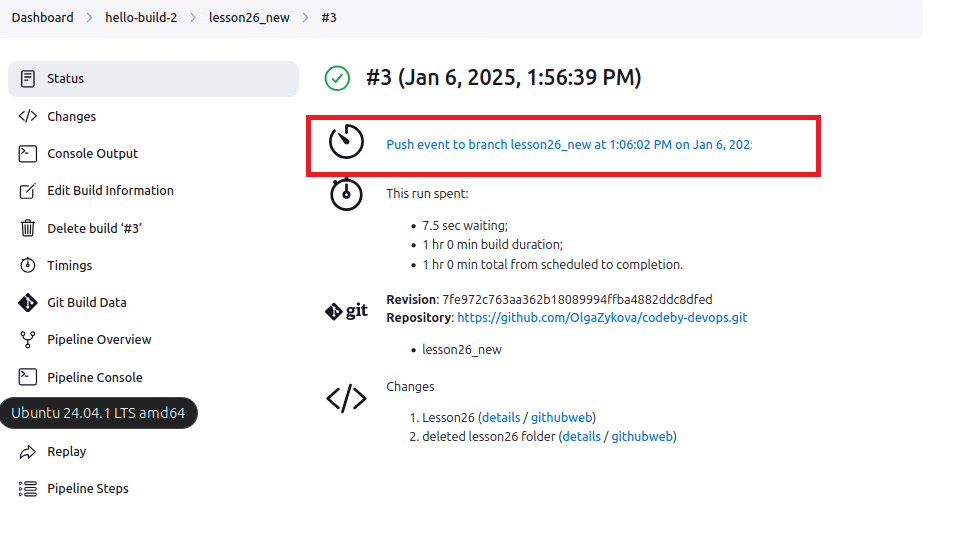 Dashboard > hello-build-2 > lesson26_new > #3
Status
Changes
Console Output
Edit Build Information
Delete build ‘#3’
Timings
Git Build Data
Pipeline Overview
Pipeline Console
Ubuntu 24.04.1 LTS amd64
Replay
Pipeline Steps
#3 (Jan 6, 2025, 1:56:39 PM)
Push event to branch lesson26_new at 1:06:02 PM on Jan 6, 2025
This run spent:
• 7.5 sec waiting;
• 1 hr 0 min build duration;
• 1 hr 0 min total from scheduled to completion.
git
Revision: 7fe972c763aa362b18089994ffba4882ddc8dfed
Repository: https://github.com/OlgaZykova/codeby-devops.git
• lesson26_new
Changes
1. Lesson26 (details / githubweb)
2. deleted lesson26 folder (details / githubweb)